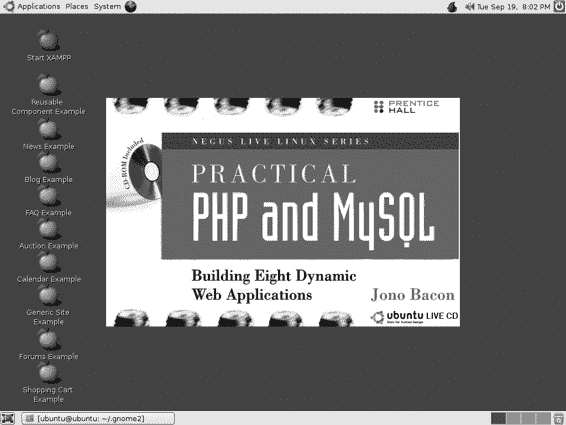 Applications Places System
Tue Sep 19, 8:02 PM
Start XAMPP
Reusable
Component Example
News Example
Blog Example
FAQ Example
Auction Example
Calendar Example
Generic Site
Example
Forums Example
Shopping Cart
Example
PRENTICE
HALL
CD-ROM Included
NEGUS LIVE LINUX SERIES
PRACTICAL
PHP and MySQL
Building Eight Dynamic
Web Applications
Jono Bacon
ubuntu LIVE CD
[ubuntu@ubuntu: ~/.gnome2]